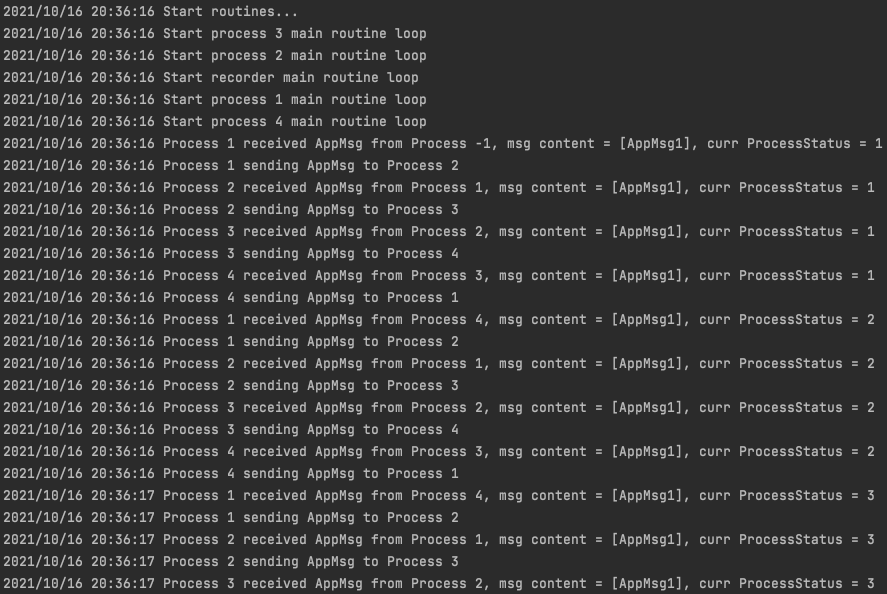 2021/10/16 20:36:16 Start routines...
2021/10/16 20:36:16 Start process 3 main routine loop
2021/10/16 20:36:16 Start process 2 main routine loop
2021/10/16 20:36:16 Start recorder main routine loop
2021/10/16 20:36:16 Start process 1 main routine loop
2021/10/16 20:36:16 Start process 4 main routine loop
2021/10/16 20:36:16 Process 1 received AppMsg from Process -1, msg content = [AppMsg1], curr ProcessStatus = 1
2021/10/16 20:36:16 Process 1 sending AppMsg to Process 2
2021/10/16 20:36:16 Process 2 received AppMsg from Process 1, msg content = [AppMsg1], curr ProcessStatus = 1
2021/10/16 20:36:16 Process 2 sending AppMsg to Process 3
2021/10/16 20:36:16 Process 3 received AppMsg from Process 2, msg content = [AppMsg1], curr ProcessStatus = 1
2021/10/16 20:36:16 Process 3 sending AppMsg to Process 4
2021/10/16 20:36:16 Process 4 received AppMsg from Process 3, msg content = [AppMsg1], curr ProcessStatus = 1
2021/10/16 20:36:16 Process 4 sending AppMsg to Process 1
2021/10/16 20:36:16 Process 1 received AppMsg from Process 4, msg content = [AppMsg1], curr ProcessStatus = 2
2021/10/16 20:36:16 Process 1 sending AppMsg to Process 2
2021/10/16 20:36:16 Process 2 received AppMsg from Process 1, msg content = [AppMsg1], curr ProcessStatus = 2
2021/10/16 20:36:16 Process 2 sending AppMsg to Process 3
2021/10/16 20:36:16 Process 3 received AppMsg from Process 2, msg content = [AppMsg1], curr ProcessStatus = 2
2021/10/16 20:36:16 Process 3 sending AppMsg to Process 4
2021/10/16 20:36:16 Process 4 received AppMsg from Process 3, msg content = [AppMsg1], curr ProcessStatus = 2
2021/10/16 20:36:16 Process 4 sending AppMsg to Process 1
2021/10/16 20:36:17 Process 1 received AppMsg from Process 4, msg content = [AppMsg1], curr ProcessStatus = 3
2021/10/16 20:36:17 Process 1 sending AppMsg to Process 2
2021/10/16 20:36:17 Process 2 received AppMsg from Process 1, msg content = [AppMsg1], curr ProcessStatus = 3
2021/10/16 20:36:17 Process 2 sending AppMsg to Process 3
2021/10/16 20:36:17 Process 3 received AppMsg from Process 2, msg content = [AppMsg1], curr ProcessStatus = 3